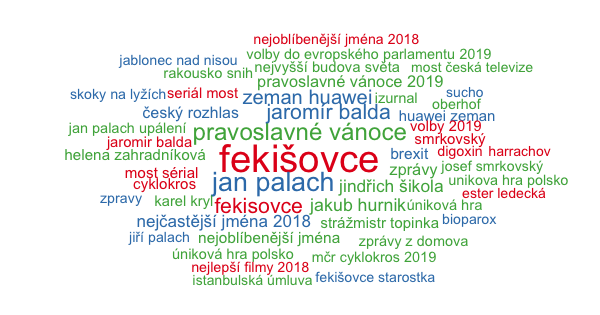 nejoblíbenější jména 2018
volby do evropského parlamentu 2019
jablonec nad nisou
nejvyšší budova světa
most česká televize
rakousko snih
pravoslavné vánoce 2019
skoky na lyžích
seriál most
zeman huawei
izurnal
sucho
oberhof
český rozhlas
jaromír balda
huawei zeman
jan palach upálení
pravoslavné vánoce
volby 2019
jaromir balda
smrkovský
helena zahradníková
fekišovce
brexit
digoxin
harrachov
most sérial
zprávy
josef smrkovský
cyklokros
jan palach
jindřich šikola
unikova hra polsko
zpravy
karel kryl
fekisovce
jakub hurnik
úniková hra
ester ledecká
nejčastější jména 2018
strážmistr topinka
bioparox
jiří palach
nejoblíbenější jména
zprávy z domova
úniková hra polsko
mčr cyklokros 2019
nejlepší filmy 2018
istanbulská úmluva
fekišovce starostka